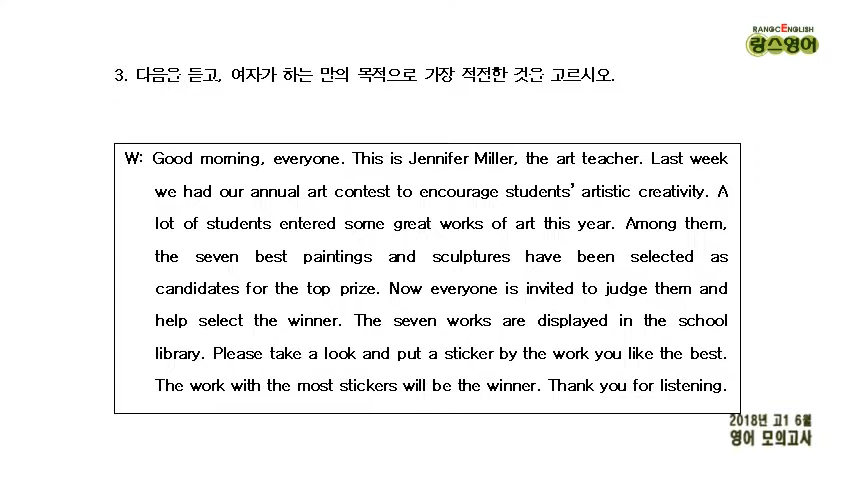 RANGCENGLISH
랑스영어
3. 다음을 듣고, 여자가 하는 말의 목적으로 가장 적전한 것을 고르시오.
W: Good morning, everyone. This is Jennifer Miller, the art teacher. Last week
we had our annual art contest to encourage students’ artistic creativity. A
lot of students entered some great works of art this year. Among them,
the seven best paintings and sculptures have been selected as
candidates for the top prize. Now everyone is invited to judge them and
help select the winner. The seven works are displayed in the school
library. Please take a look and put a sticker by the work you like the best.
The work with the most stickers will be the winner. Thank you for listening.
2018년 고1 6월
영어 모의고사